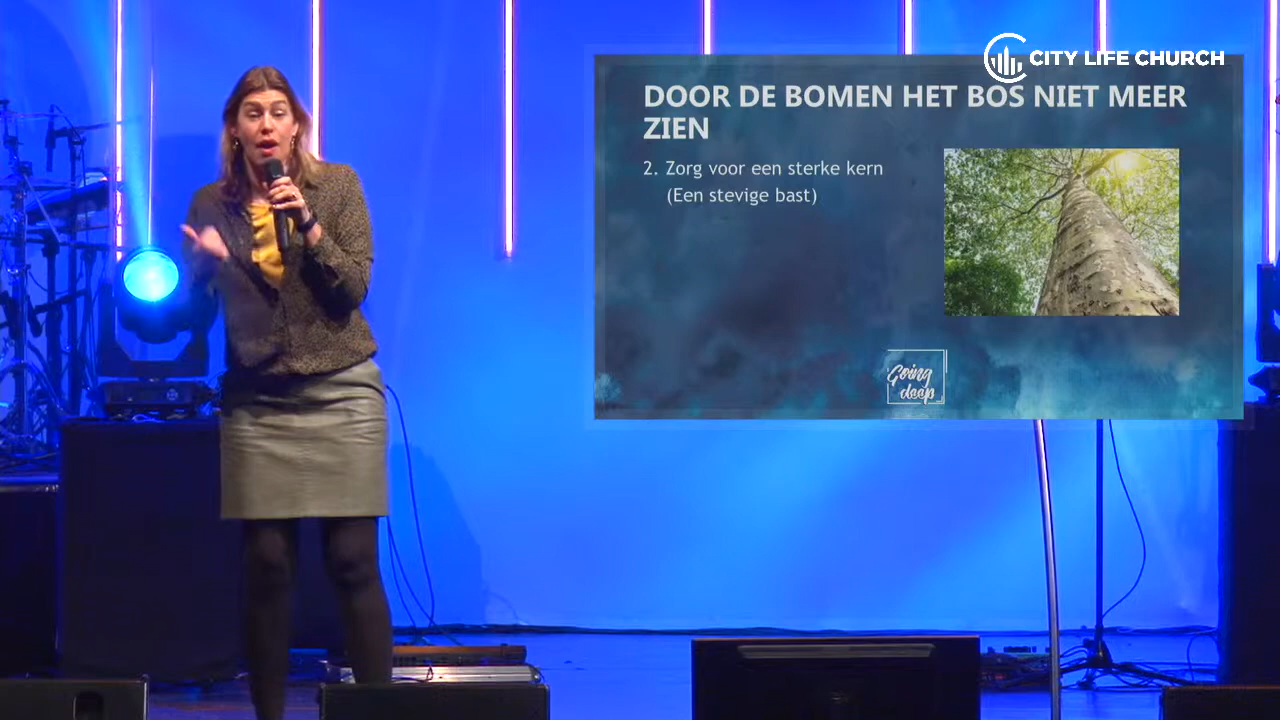 CITY LIFE CHURCH
DOOR DE BOMEN HET BOS NIET MEER
ZIEN
2. Zorg voor een sterke kern
(Een stevige bast)
Going
deep